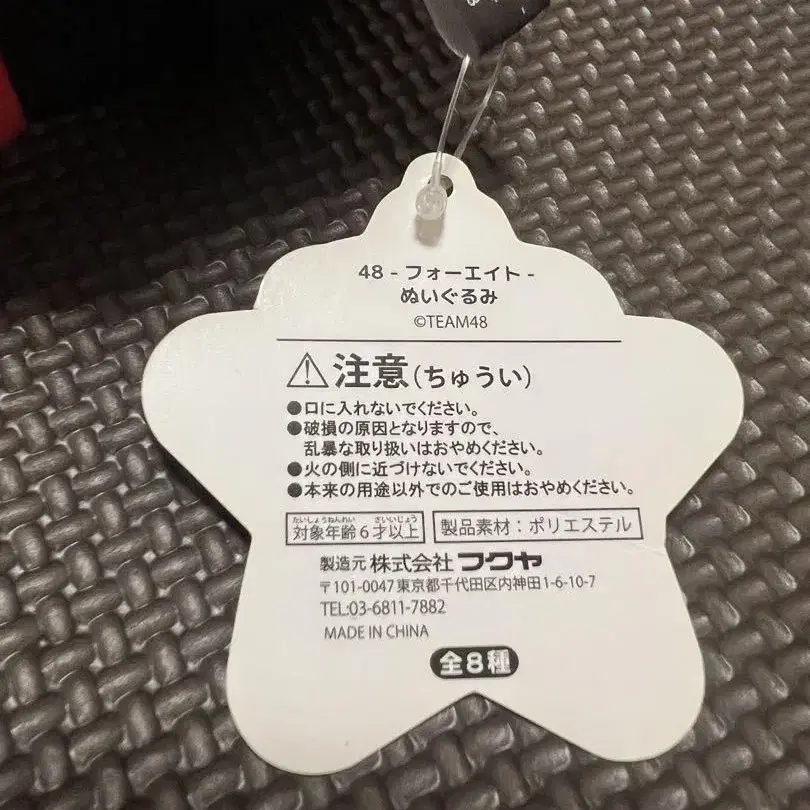 48 - フォーエイト -
ぬいぐるみ
©TEAM48
⚠注意(ちゅうい)
●口に入れないでください。
●破損の原因となりますので、
乱暴な取り扱いはおやめください。
●火の側に近づけないでください。
●本来の用途以外でのご使用はおやめください。
たいしょうねんれい さいいじょう
対象年齢6才以上 製品素材:ポリエステル
製造元 株式会社フクヤ
〒101-0047東京都千代田区内神田1-6-10-7
TEL:03-6811-7882
MADE IN CHINA
全8種